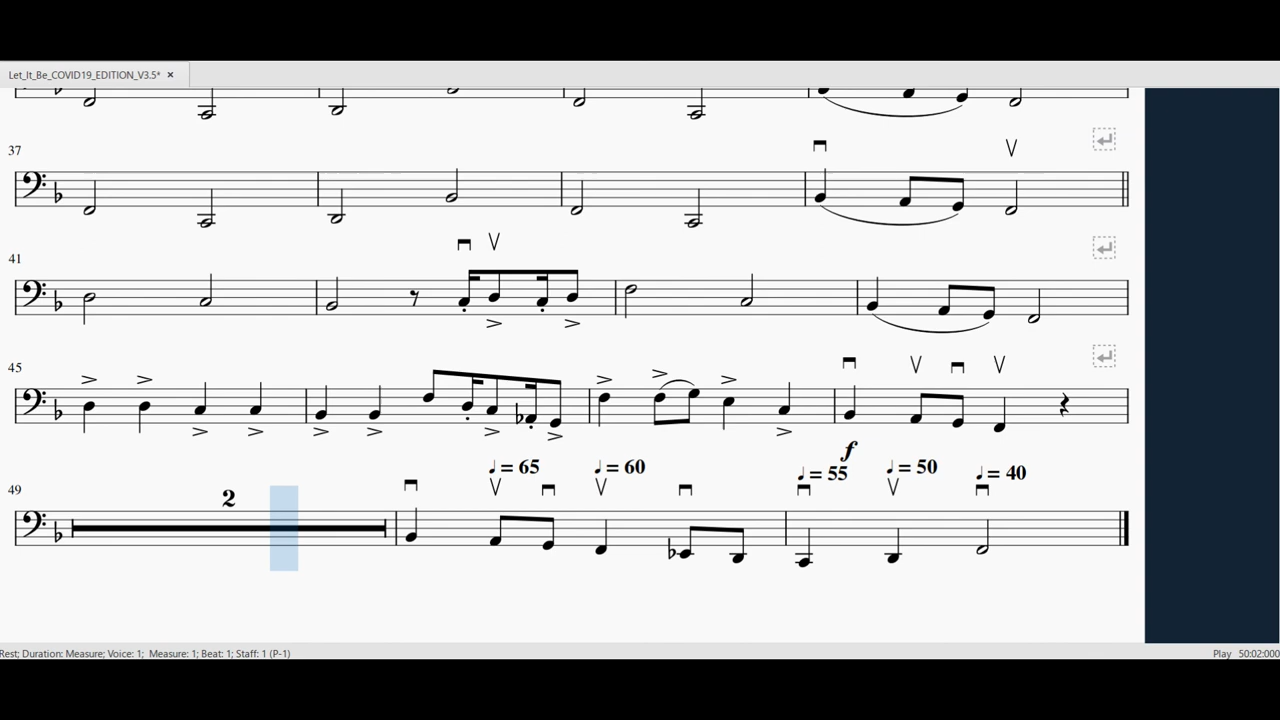 Let_It_Be_COVID19_EDITION_V3.5*
37
41
45
f
♩ = 65 ♩ = 60 ♩ = 55 ♩ = 50 ♩ = 40
49
2
Rest; Duration: Measure; Voice: 1; Measure: 1; Beat: 1; Staff: 1 (P-1)
Play 50:02:000